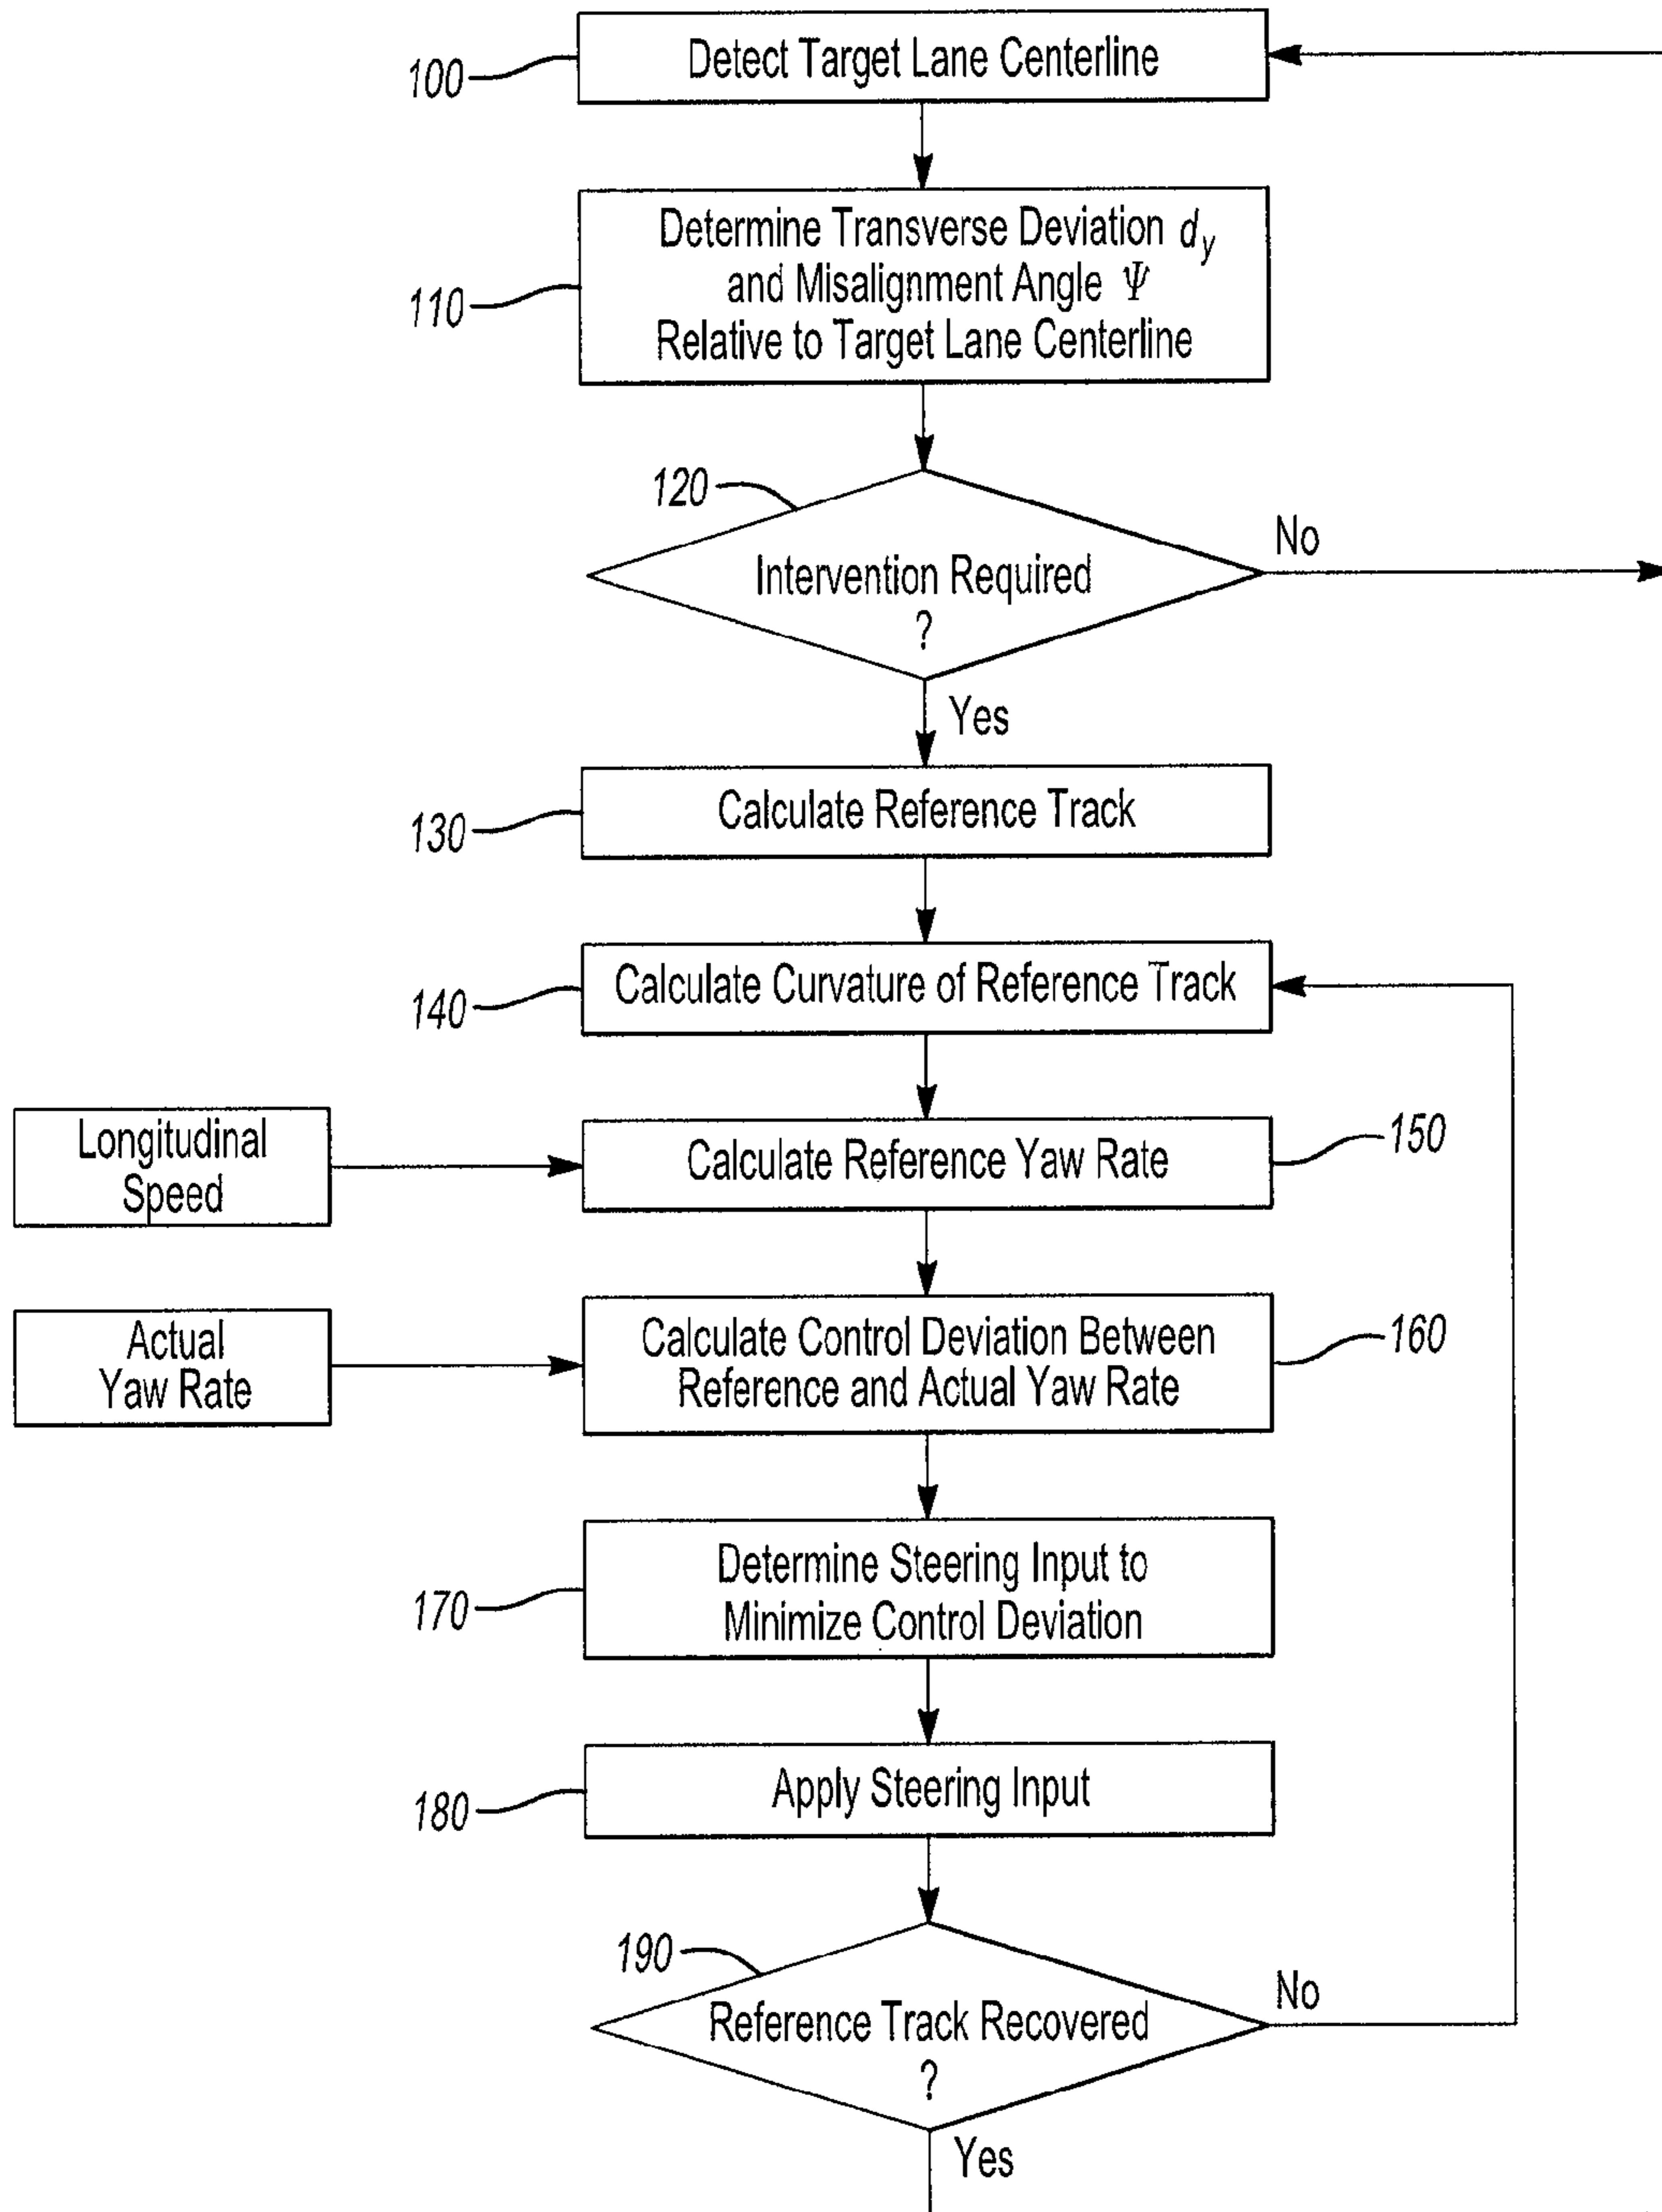 100
Detect Target Lane Centerline
110
Determine Transverse Deviation d_y
and Misalignment Angle Ψ
Relative to Target Lane Centerline
120
Intervention Required
?
No
Yes
130
Calculate Reference Track
140
Calculate Curvature of Reference Track
Longitudinal
Speed
Calculate Reference Yaw Rate
150
Actual
Yaw Rate
Calculate Control Deviation Between
Reference and Actual Yaw Rate
160
170
Determine Steering Input to
Minimize Control Deviation
180
Apply Steering Input
190
Reference Track Recovered
?
No
Yes